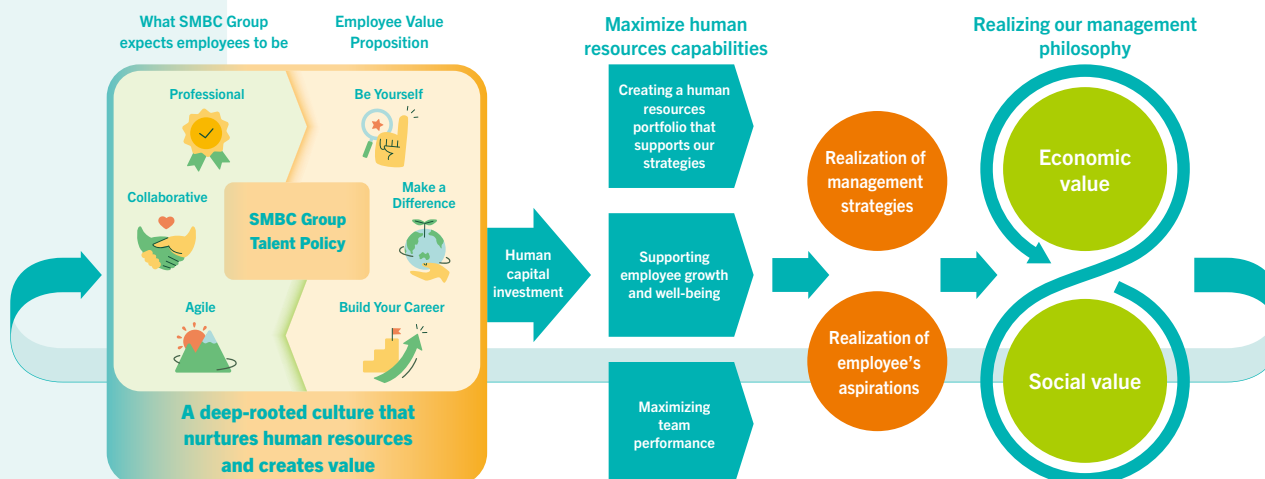 What SMBC Group
expects employees to be
Employee Value
Proposition
Professional
Be Yourself
Collaborative
Make a
Difference
SMBC Group
Talent Policy
Agile
Build Your Career
A deep-rooted culture that
nurtures human resources
and creates value
Human
capital
investment
Maximize human
resources capabilities
Creating a human
resources
portfolio that
supports our
strategies
Supporting
employee growth
and well-being
Maximizing
team
performance
Realization of
management
strategies
Realization of
employee's
aspirations
Realizing our management
philosophy
Economic
value
Social value